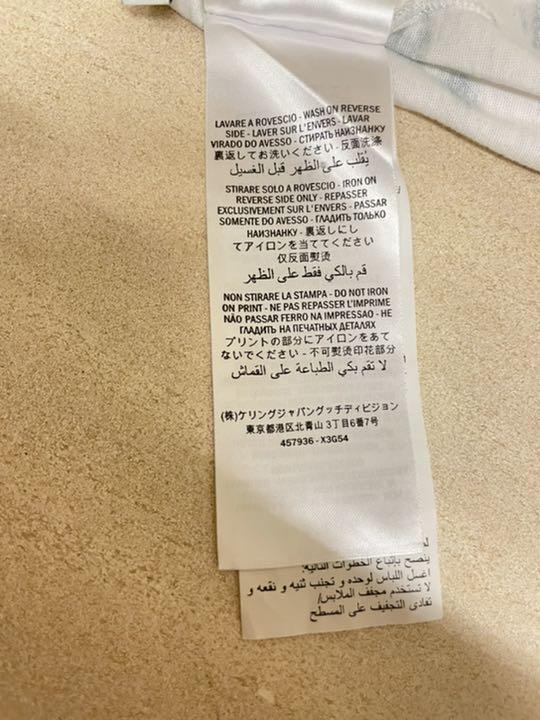 LAVARE A ROVESCIO - WASH ON REVERSE
SIDE - LAVER SUR L'ENVERS - LAVAR
VIRADO DO AVESSO - СТИРАТЬ НАИЗНАНКУ
裏返してお洗いください - 反面洗涤
يُقلب على الظهر قبل الغسيل
STIRARE SOLO A ROVESCIO - IRON ON
REVERSE SIDE ONLY - REPASSER
EXCLUSIVEMENT SUR L'ENVERS - PASSAR
SOMENTE DO AVESSO - ГЛАДИТЬ ТОЛЬКО
НАИЗНАНКУ - 裏返しにし
てアイロンを当ててください
仅反面熨烫
قم بالكي فقط على الظهر
NON STIRARE LA STAMPA - DO NOT IRON
ON PRINT - NE PAS REPASSER L'IMPRIME
NÃO PASSAR FERRO NA IMPRESSAO - НЕ
ГЛАДИТЬ НА ПЕЧАТНЫХ ДЕТАЛЯХ
プリントの部分にアイロンをあて
ないでください - 不可熨烫印花部分
لا تقم بكي الطباعة على القماش
(株)ケリングジャパングッチディビジョン
東京都港区北青山 3丁目6番7号
457936 - X3G54
ينصح بإتباع الخطوات التالية:
اغسل اللباس لوحده و تجنب ثنيه و نقعه و
لا تستخدم مجفف الملابس/
تفادى التجفيف على المسطح